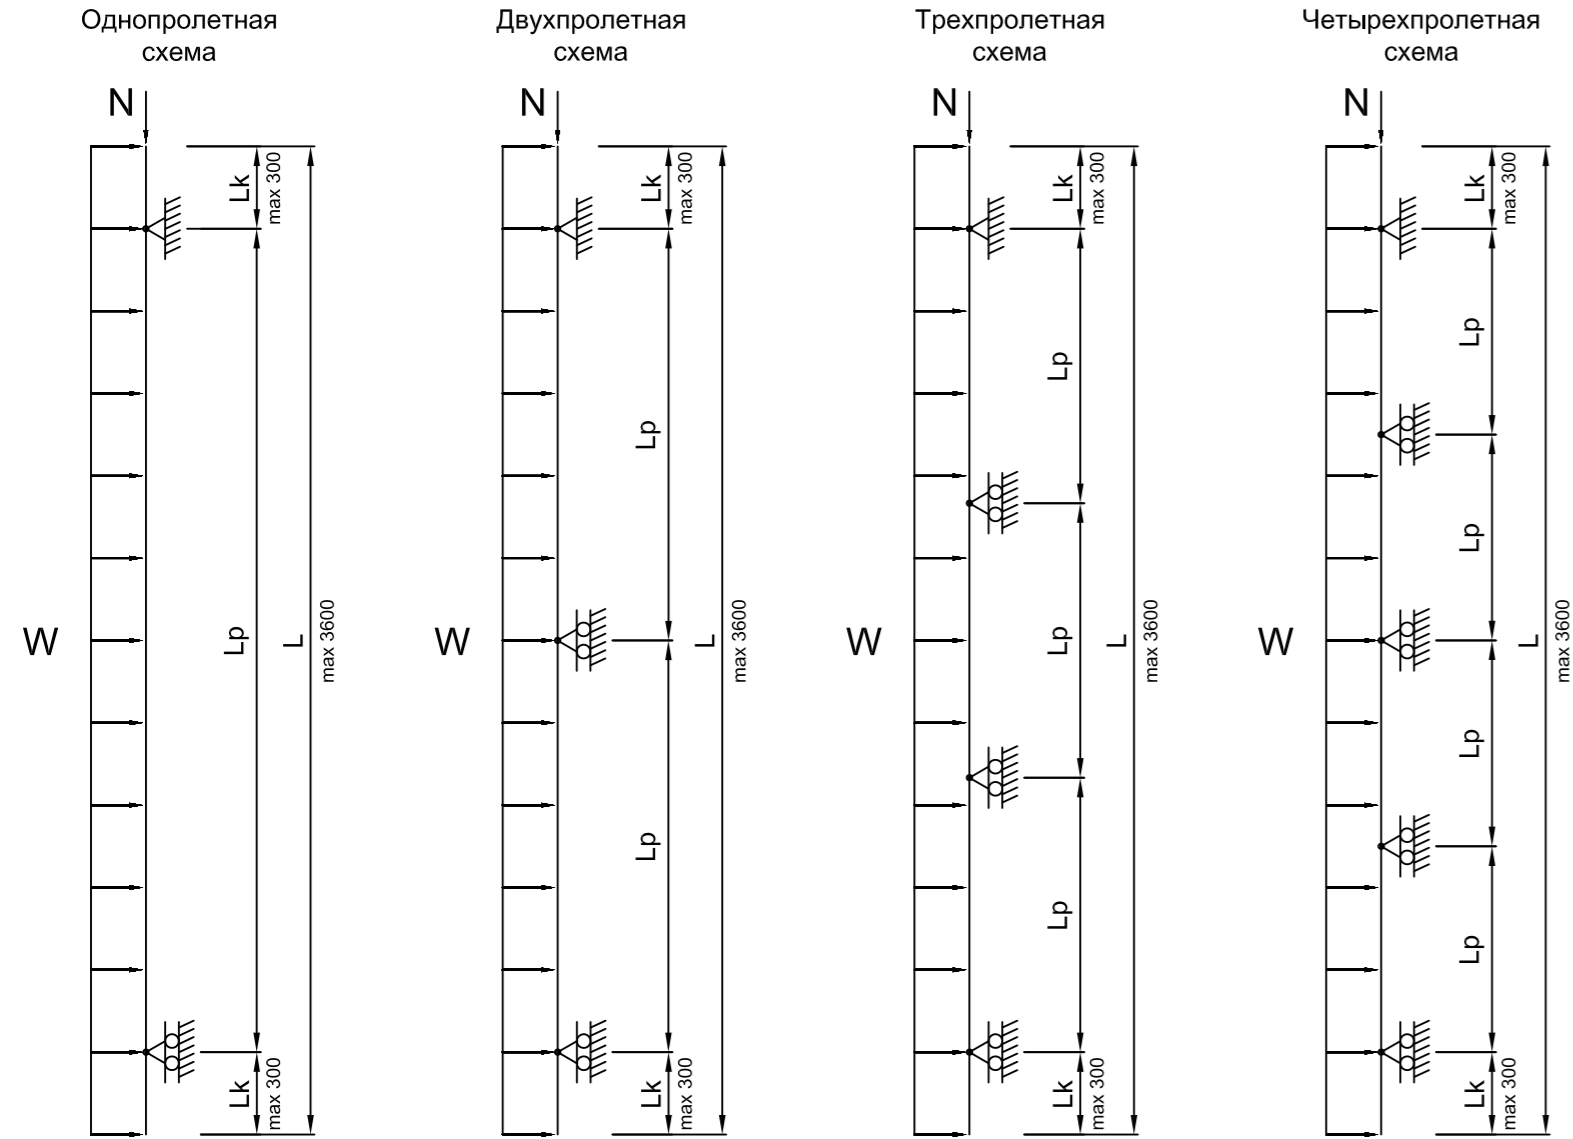 Однопролетная
схема
N
Lk
max 300
W
Lp
L
max 3600
Lk
max 300
Двухпролетная
схема
N
Lk
max 300
Lp
W
L
max 3600
Lp
Lk
max 300
Трехпролетная
схема
N
Lk
max 300
Lp
W
Lp
L
max 3600
Lp
Lk
max 300
Четырехпролетная
схема
N
Lk
max 300
Lp
Lp
W
L
max 3600
Lp
Lp
Lk
max 300